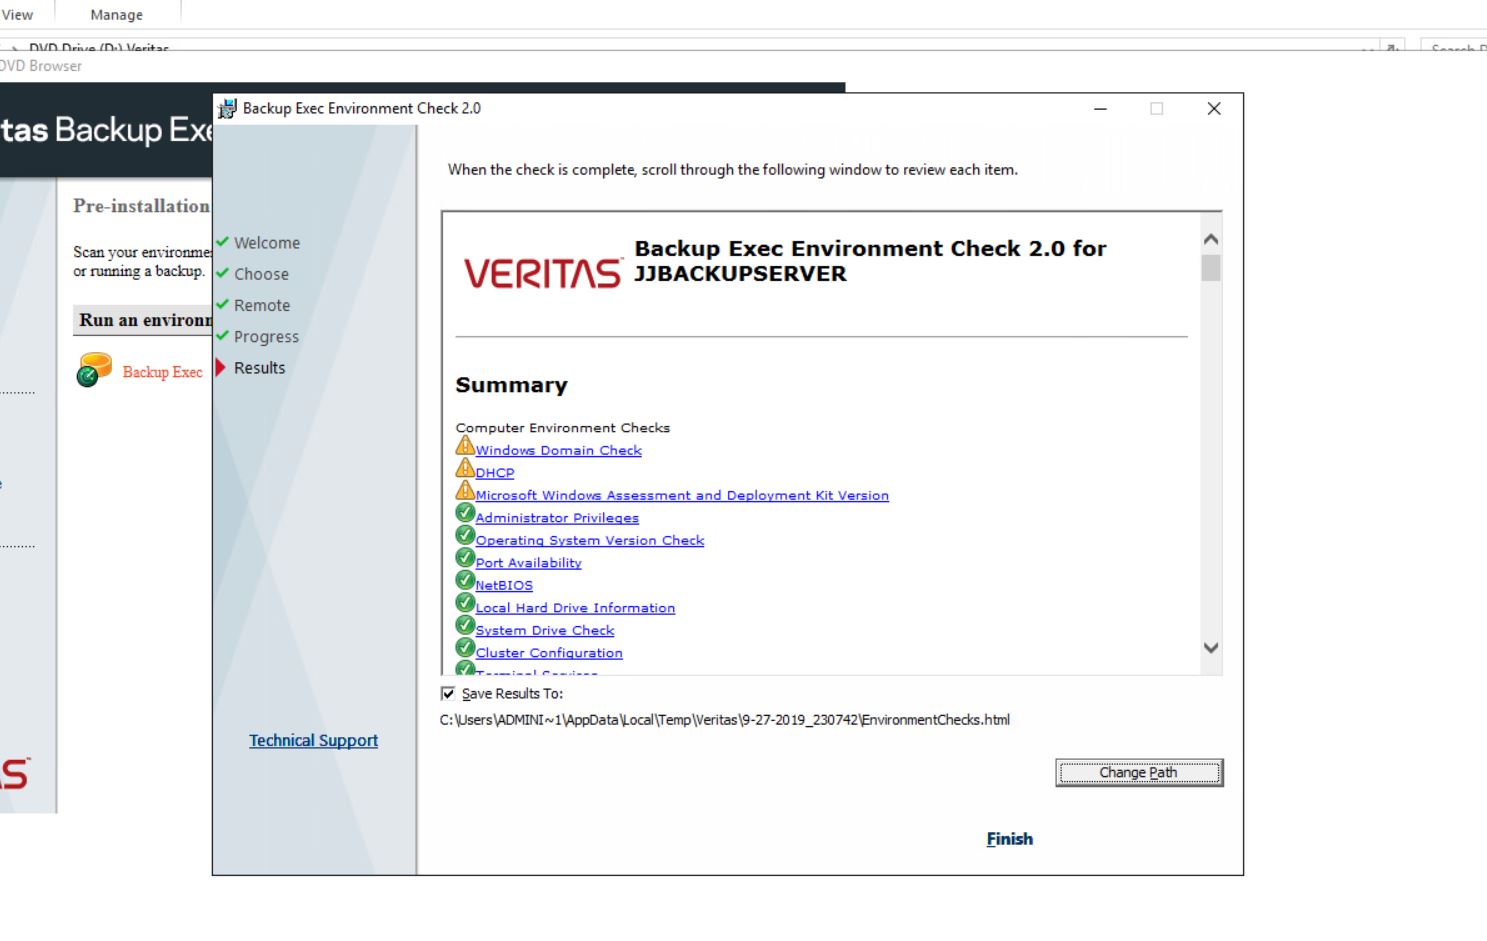 View
Manage
DVD Drive (D:) Veritas
DVD Browser
Backup Exec Environment Check 2.0
tas Backup Exe
When the check is complete, scroll through the following window to review each item.
Pre-installation
Scan your environme
or running a backup.
Run an environm
Backup Exec
Welcome
Choose
Remote
Progress
Results
Technical Support
VERITAS™
Backup Exec Environment Check 2.0 for
JJBACKUPSERVER
Summary
Computer Environment Checks
Windows Domain Check
DHCP
Microsoft Windows Assessment and Deployment Kit Version
Administrator Privileges
Operating System Version Check
Port Availability
NetBIOS
Local Hard Drive Information
System Drive Check
Cluster Configuration
Terminal Services
Save Results To:
C:\Users\ADMINI~1\AppData\Local\Temp\Veritas\9-27-2019_230742\EnvironmentChecks.html
Change Path
Finish